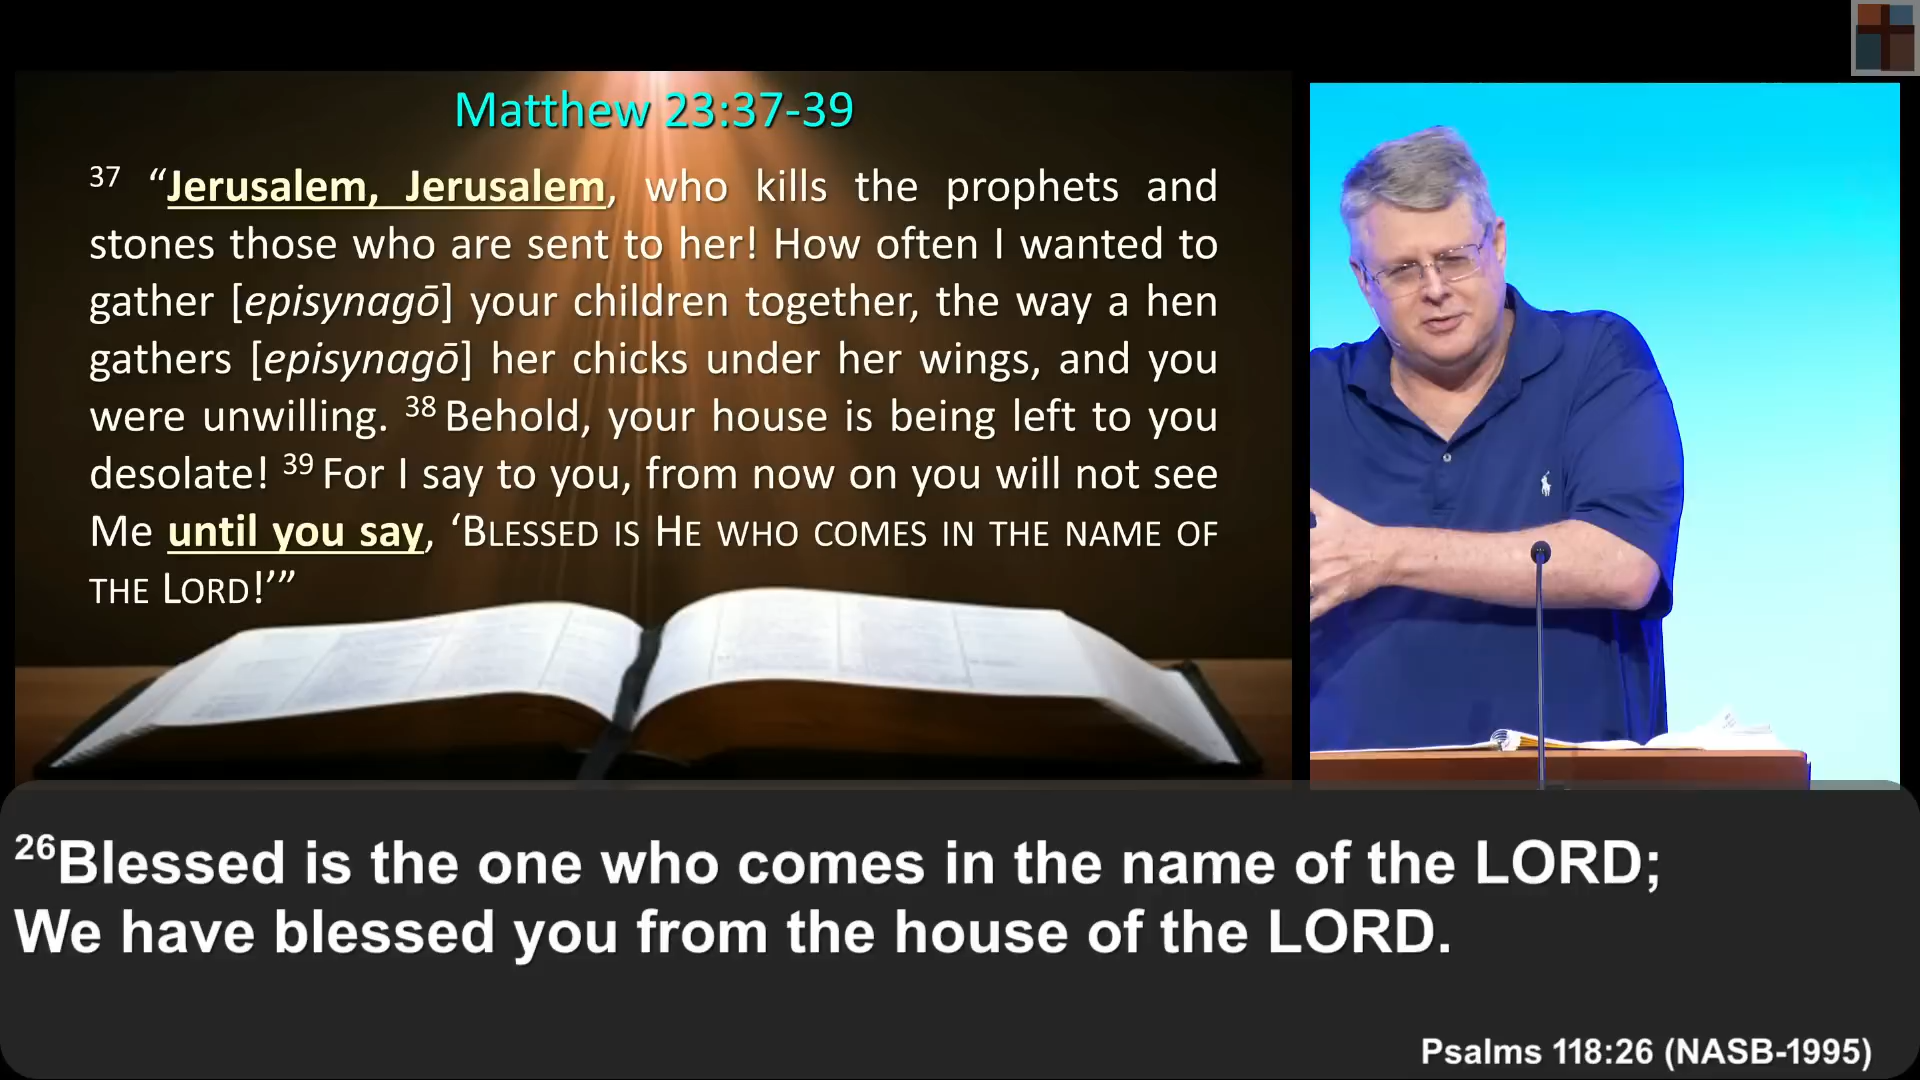 Matthew 23:37-39
37 “Jerusalem, Jerusalem, who kills the prophets and
stones those who are sent to her! How often I wanted to
gather [episynagō] your children together, the way a hen
gathers [episynagō] her chicks under her wings, and you
were unwilling. 38 Behold, your house is being left to you
desolate! 39 For I say to you, from now on you will not see
Me until you say, ‘BLESSED IS HE WHO COMES IN THE NAME OF
THE LORD!’”
26Blessed is the one who comes in the name of the LORD;
We have blessed you from the house of the LORD.
Psalms 118:26 (NASB-1995)